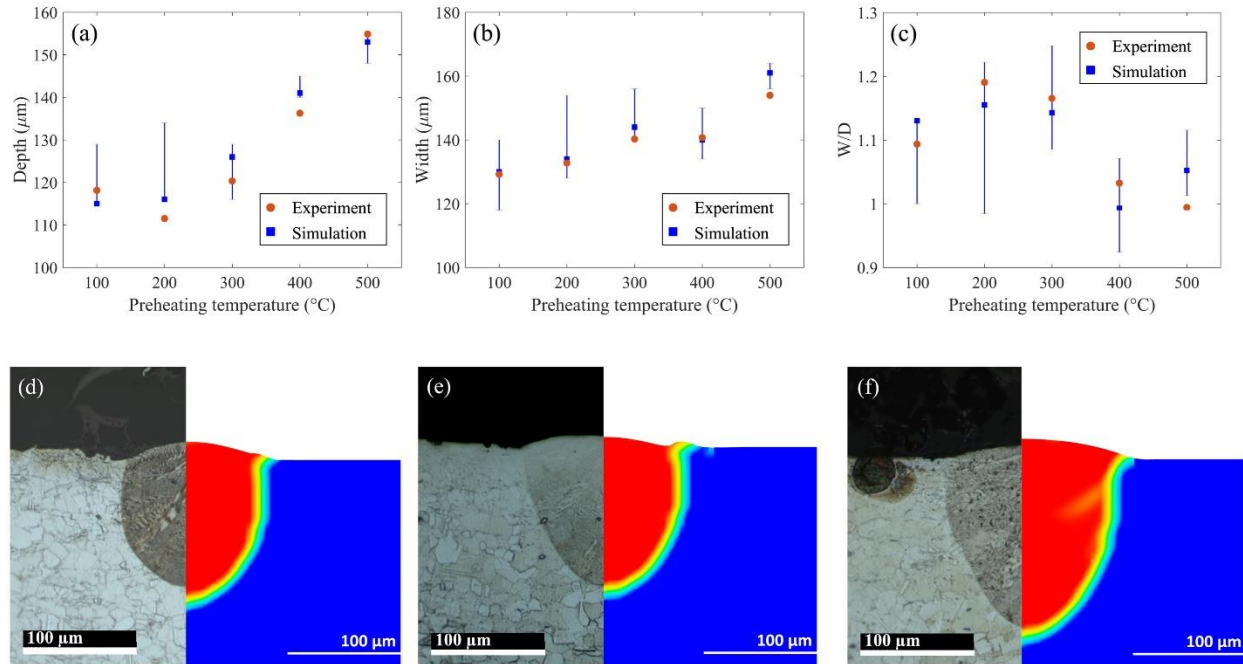 (a)
160
150
140
130
120
110
100
Depth (µm)
100 200 300 400 500
Preheating temperature (°C)
Experiment
Simulation
(b)
180
160
140
120
100
Width (µm)
100 200 300 400 500
Preheating temperature (°C)
Experiment
Simulation
(c)
1.3
1.2
1.1
1
0.9
W/D
100 200 300 400 500
Preheating temperature (°C)
Experiment
Simulation
(d)
100 µm
100 µm
(e)
100 µm
100 µm
(f)
100 µm
100 µm